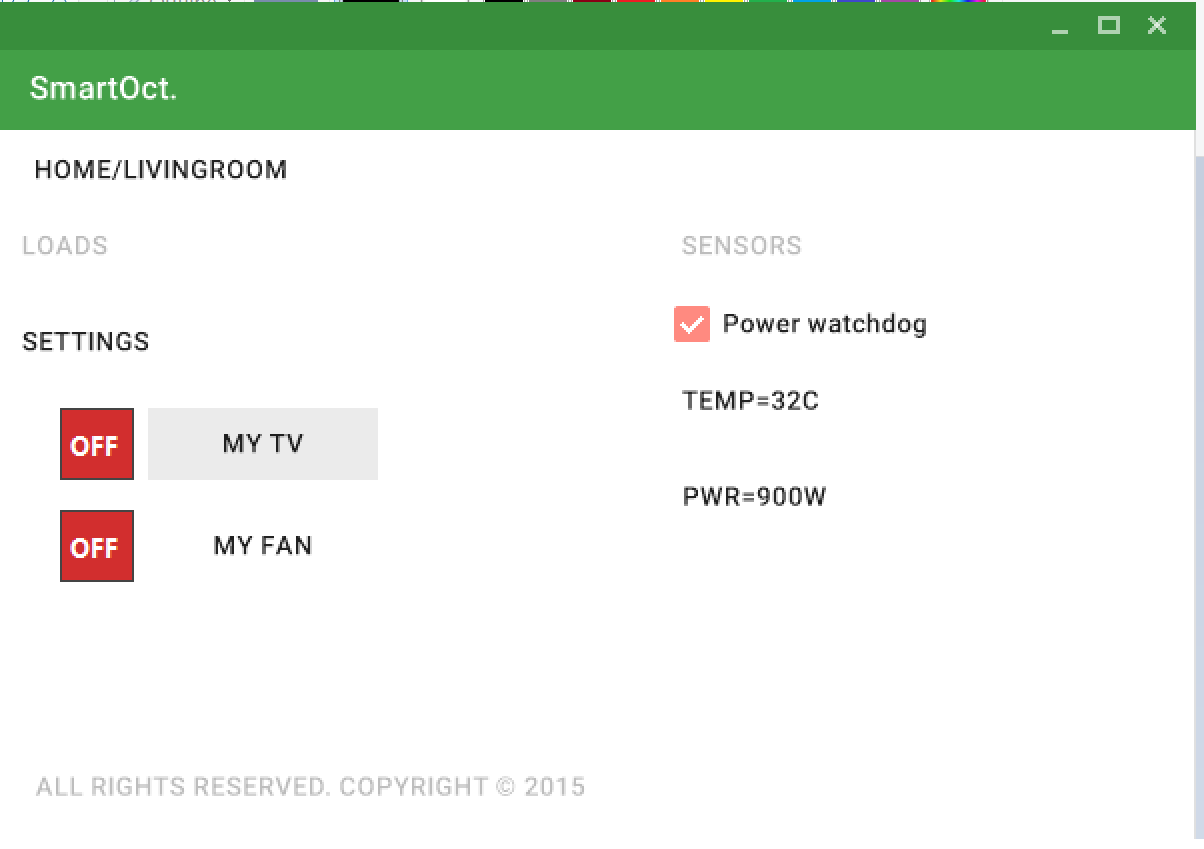 SmartOct.
HOME/LIVINGROOM
LOADS
SENSORS
Power watchdog
SETTINGS
TEMP=32C
OFF
MY TV
PWR=900W
OFF
MY FAN
ALL RIGHTS RESERVED. COPYRIGHT © 2015